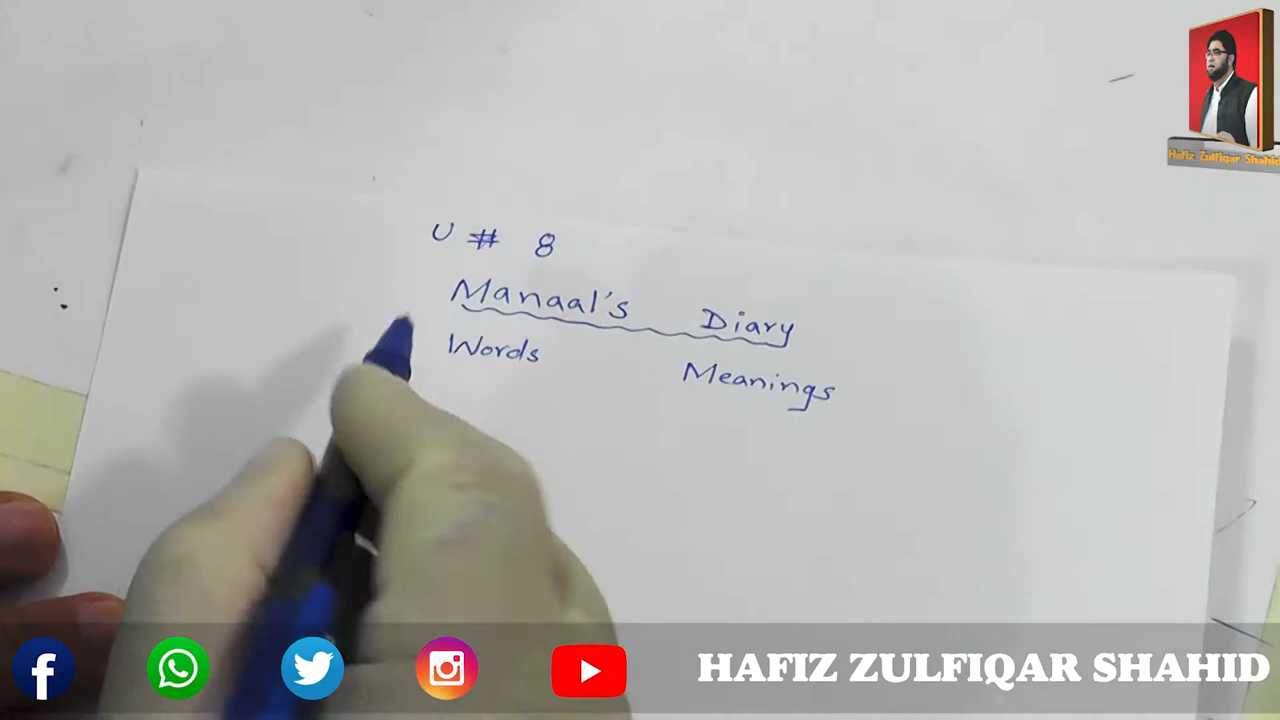 Hafiz Zulfiqar Shahid
U # 8
Manaal's Diary
Words Meanings
HAFIZ ZULFIQAR SHAHID